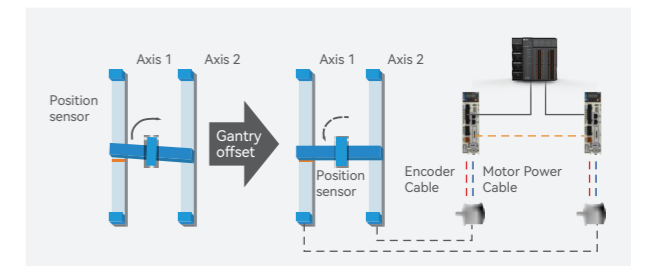 Axis 1
Axis 2
Axis 1
Axis 2
Position
sensor
Gantry
offset
Position
sensor
Encoder
Cable
Motor Power
Cable